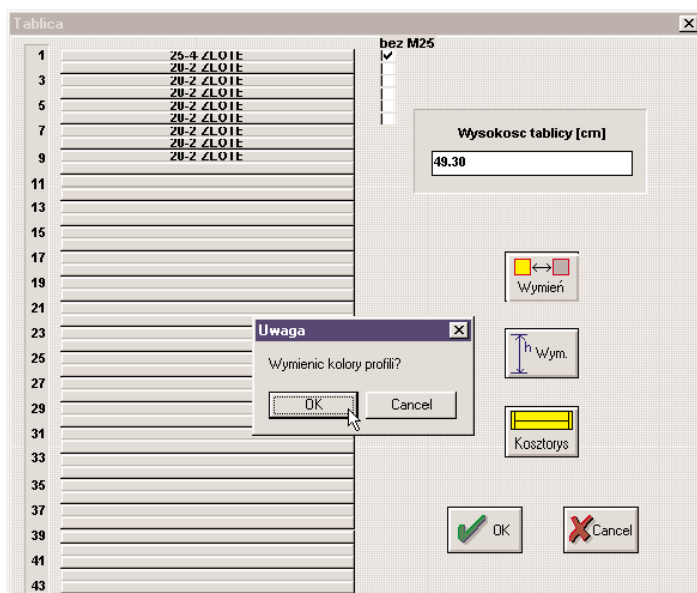 Tablica
bez M25
1 25-4 ZLOTE
20-2 ZLOTE
3 20-2 ZLOTE
20-2 ZLOTE
5 20-2 ZLOTE
20-2 ZLOTE
7 20-2 ZLOTE
20-2 ZLOTE
9 20-2 ZLOTE
11
13
15
17
19
21
23
25
27
29
31
33
35
37
39
41
43
Wysokosc tablicy [cm]
49.30
Wymień
h Wym.
Kosztorys
OK
Cancel
Uwaga
Wymienic kolory profili?
OK
Cancel